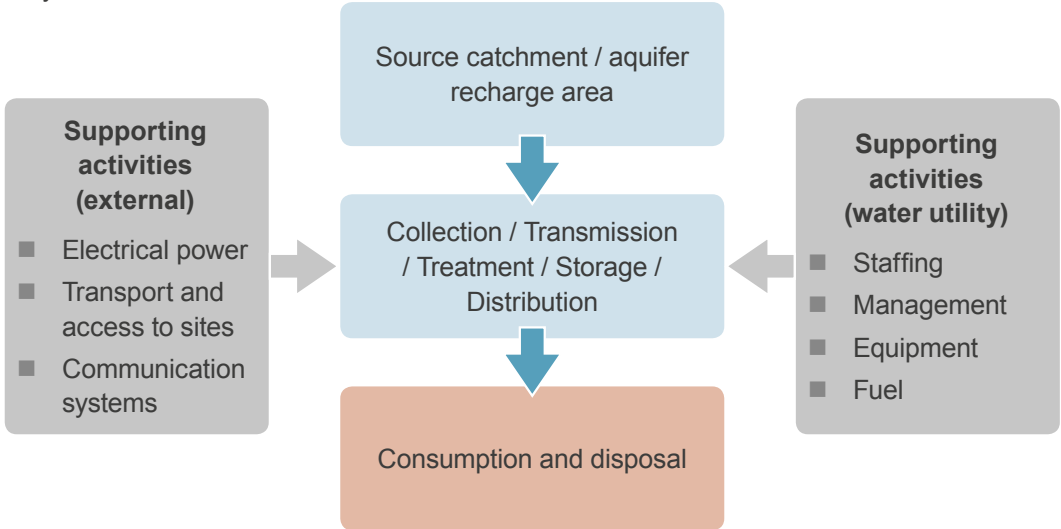 Source catchment / aquifer
recharge area
Supporting
activities
(external)
■ Electrical power
■ Transport and
access to sites
■ Communication
systems
Collection / Transmission
/ Treatment / Storage /
Distribution
Supporting
activities
(water utility)
■ Staffing
■ Management
■ Equipment
■ Fuel
Consumption and disposal